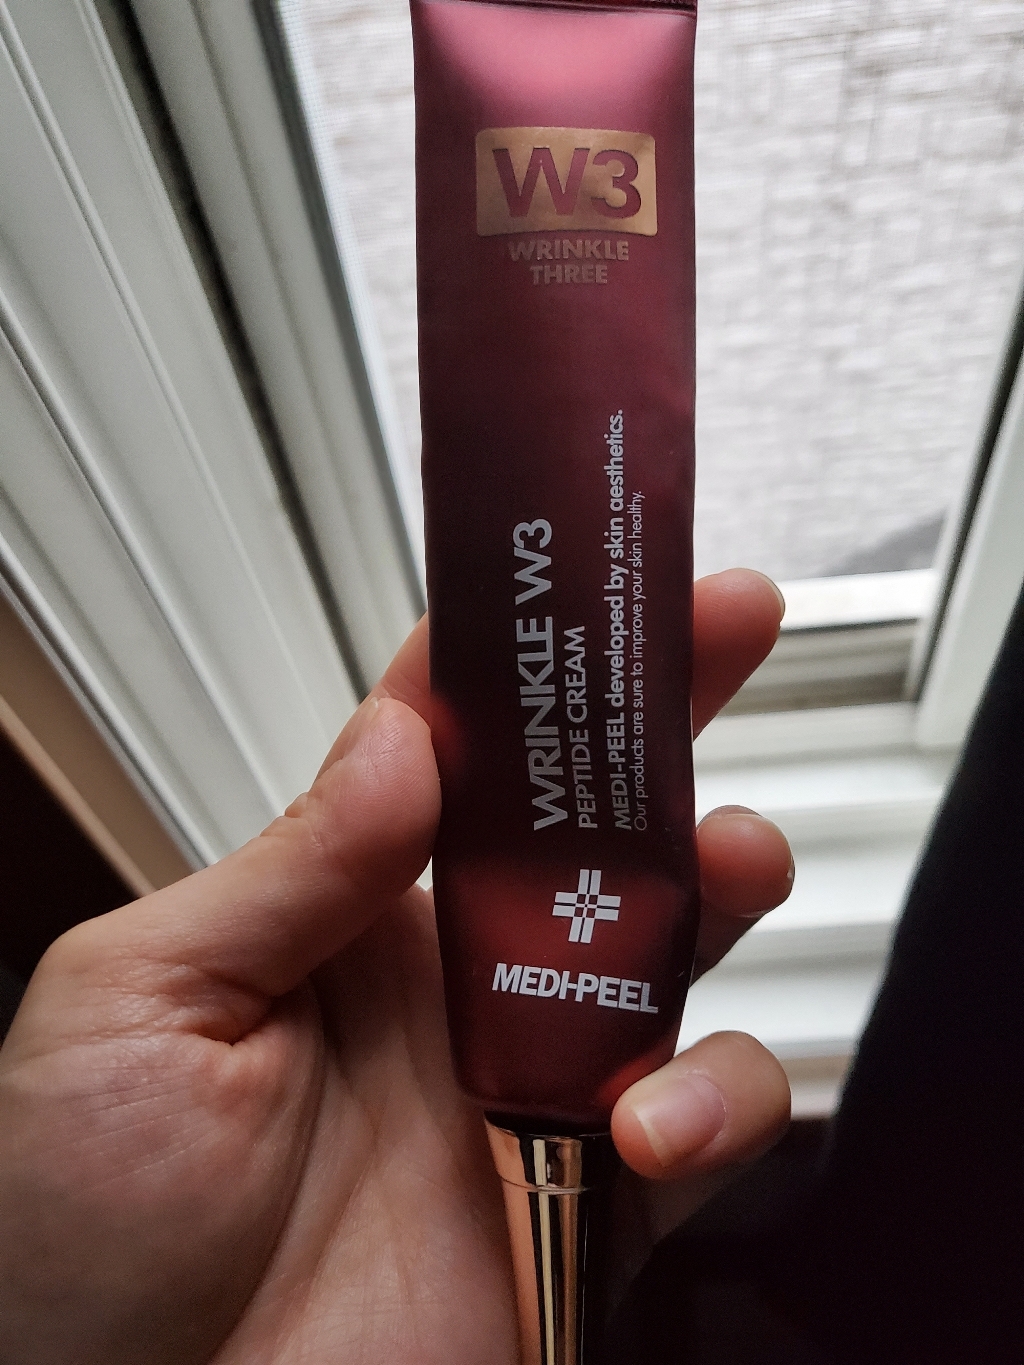 W3
WRINKLE
THREE
WRINKLE W3
PEPTIDE CREAM
MEDI-PEEL developed by skin aesthetics.
Our products are sure to improve your skin healthy.
MEDI-PEEL